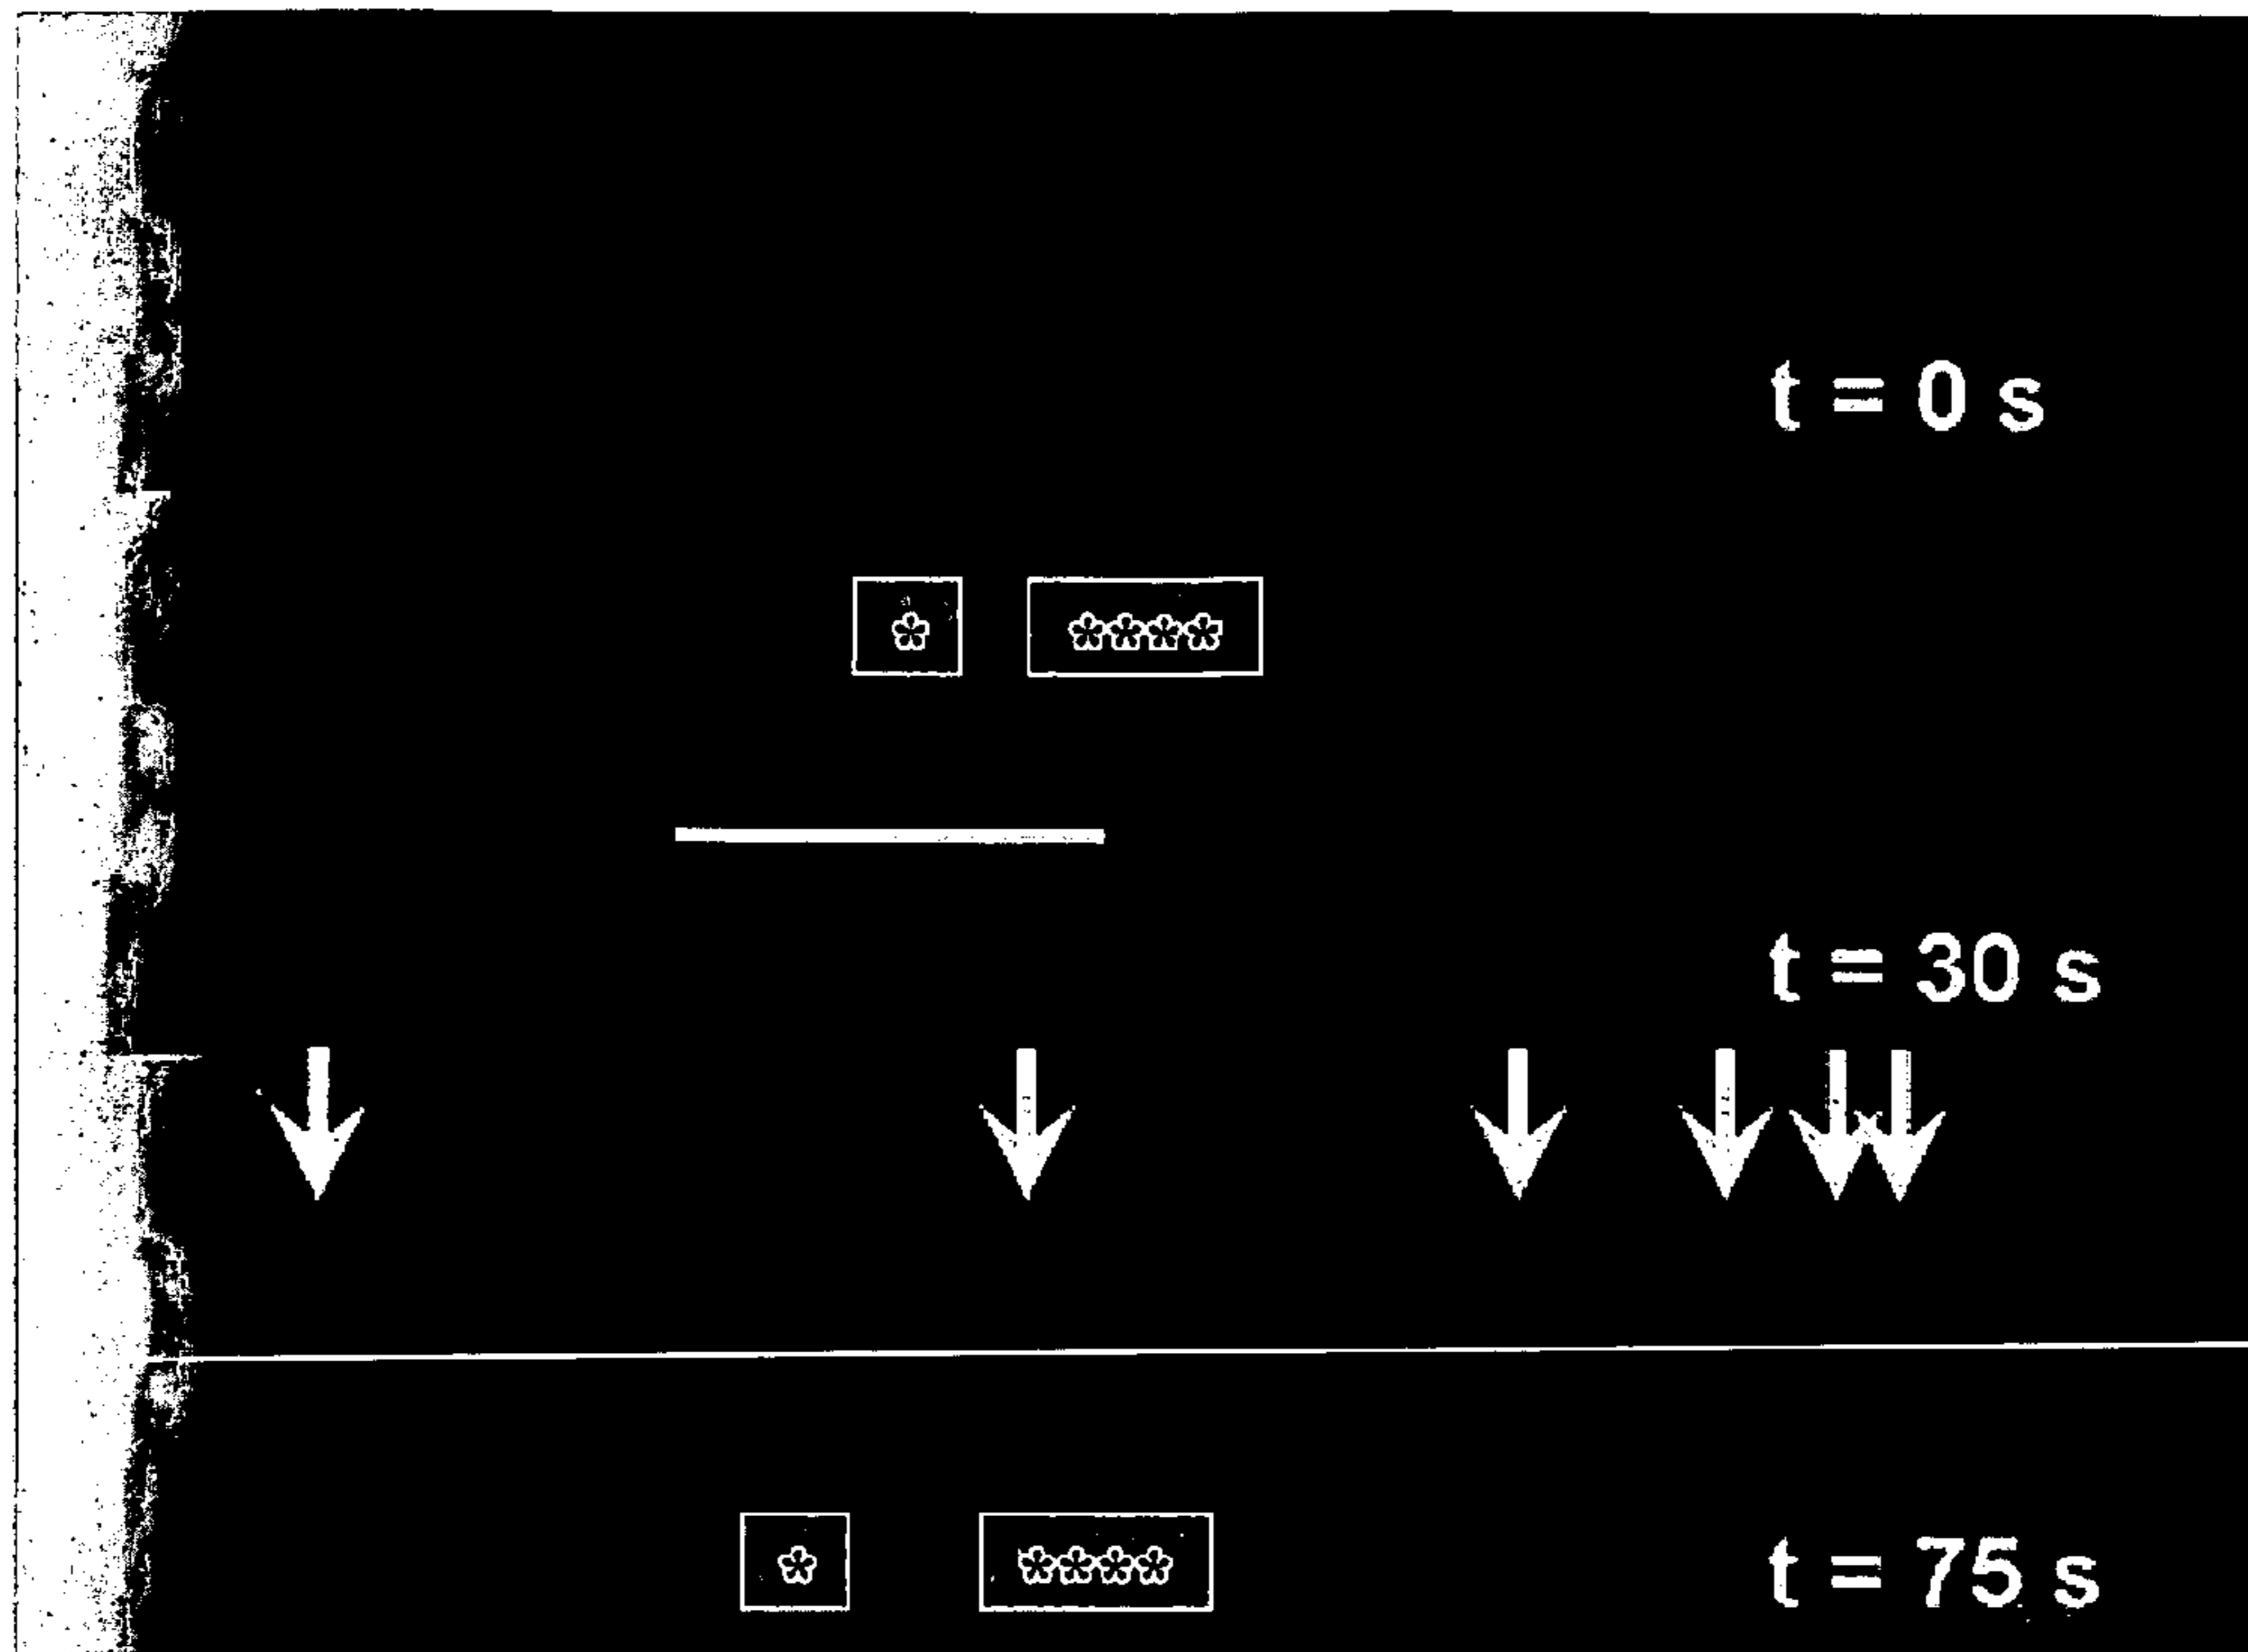 t = 0 s
t = 30 s
t = 75 s